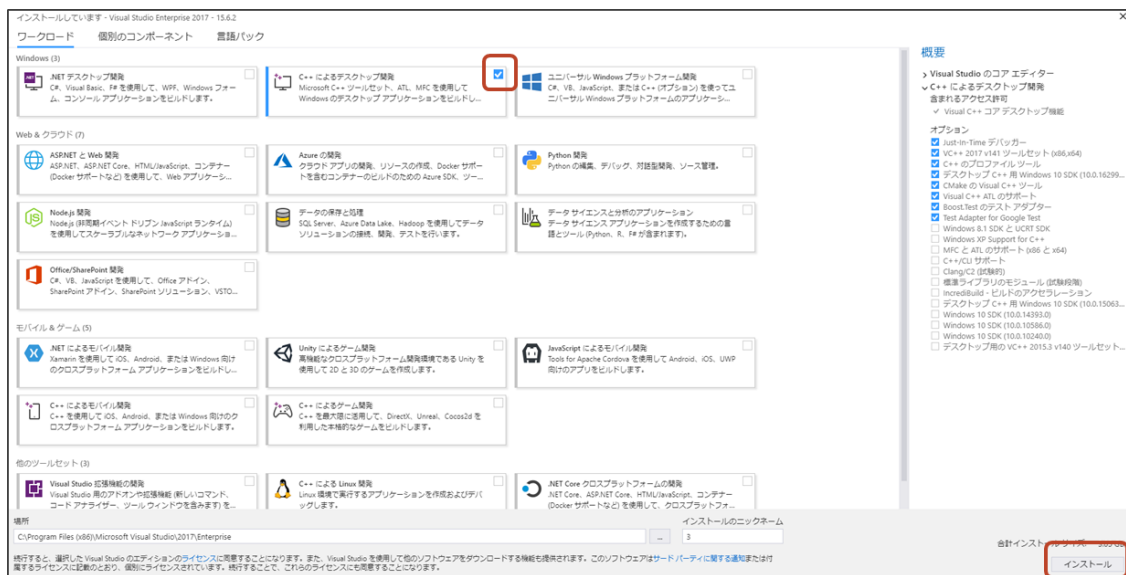 インストールしています - Visual Studio Enterprise 2017 - 15.6.2
ワークロード 個別のコンポーネント 言語パック
Windows (3)
.NET デスクトップ開発
C#、Visual Basic、F# を使用して、WPF、Windows フォー
ム、コンソール アプリケーションをビルドします。
C++ によるデスクトップ開発
Microsoft C++ ツールセット、ATL、MFC を使用して
Windows のデスクトップ アプリケーションをビルドし...
ユニバーサル Windows プラットフォーム開発
C#、VB、JavaScript、または C++ (オプション) を使ってユ
ニバーサル Windows プラットフォームのアプリケーシ...
Web & クラウド (7)
ASP.NET と Web 開発
ASP.NET、ASP.NET Core、HTML/JavaScript、コンテナー
(Docker サポートなど) を使用して、Web アプリケーシ...
Azure の開発
クラウド アプリの開発、リソースの作成、Docker サポー
トを含むコンテナーのビルドのための Azure SDK、ツー...
Python 開発
Python の編集、デバッグ、対話型開発、ソース管理。
Node.js 開発
Node.js (非同期イベント ドリブン JavaScript ランタイム)
を使用してスケーラブルなネットワーク アプリケーショ...
データの保存と処理
SQL Server、Azure Data Lake、Hadoop を使用してデータ
ソリューションの接続、開発、テストを行います。
データ サイエンスと分析のアプリケーション
データ サイエンス アプリケーションを作成するための言
語とツール (Python、R、F# が含まれます)。
Office/SharePoint 開発
C#、VB、JavaScript を使用して、Office アドイン、
SharePoint アドイン、SharePoint ソリューション、VSTO...
モバイル & ゲーム (5)
.NET によるモバイル開発
Xamarin を使用して iOS、Android、または Windows 向け
のクロスプラットフォーム アプリケーションをビルドし...
Unity によるゲーム開発
高機能なクロスプラットフォーム開発環境である Unity を
使用して 2D と 3D のゲームを作成します。
JavaScript によるモバイル開発
Tools for Apache Cordova を使用して Android、iOS、UWP
向けのアプリをビルドします。
C++ によるモバイル開発
C++ を使用して iOS、Android、または Windows 向けのク
ロスプラットフォーム アプリケーションをビルドします。
C++ によるゲーム開発
C++ を最大限に活用して、DirectX、Unreal、Cocos2d を
利用した本格的なゲームをビルドします。
他のツールセット (3)
Visual Studio 拡張機能の開発
Visual Studio 用のアドオンや拡張機能 (新しいコマンド、
コード アナライザー、ツール ウィンドウを含みます) を...
C++ による Linux 開発
Linux 環境で実行するアプリケーションを作成およびデバ
ッグします。
.NET Core クロスプラットフォームの開発
.NET Core、ASP.NET Core、HTML/JavaScript、コンテナー
(Docker サポートなど) を使用して、クロスプラットフォ...
概要
Visual Studio のコア エディター
C++ によるデスクトップ開発
含まれるアクセス許可
Visual C++ コア デスクトップ機能
オプション
Just-In-Time デバッガー
VC++ 2017 v141 ツールセット (x86,x64)
C++ のプロファイル ツール
デスクトップ C++ 用 Windows 10 SDK (10.0.16299...
CMake の Visual C++ ツール
Visual C++ ATL のサポート
Boost.Test のテスト アダプター
Test Adapter for Google Test
Windows 8.1 SDK と UCRT SDK
Windows XP Support for C++
MFC と ATL のサポート (x86 と x64)
C++/CLI サポート
Clang/C2 (試験的)
標準ライブラリのモジュール (試験段階)
IncrediBuild - ビルドのアクセラレーション
デスクトップ C++ 用 Windows 10 SDK (10.0.15063...
Windows 10 SDK (10.0.14393.0)
Windows 10 SDK (10.0.10586.0)
Windows 10 SDK (10.0.10240.0)
デスクトップ用の VC++ 2015.3 v140 ツールセット...
場所
C:\Program Files (x86)\Microsoft Visual Studio\2017\Enterprise
...
インストールのニックネーム
3
合計インストール
続行すると、選択した Visual Studio のエディションのライセンスに同意することになります。また、Visual Studio を使用して他のソフトウェアをダウンロードする機能も提供されます。このソフトウェアはサード パーティに関する通知または付
属するライセンスに記載のとおり、個別にライセンスされています。続行することで、これらのライセンスにも同意することになります。
インストール